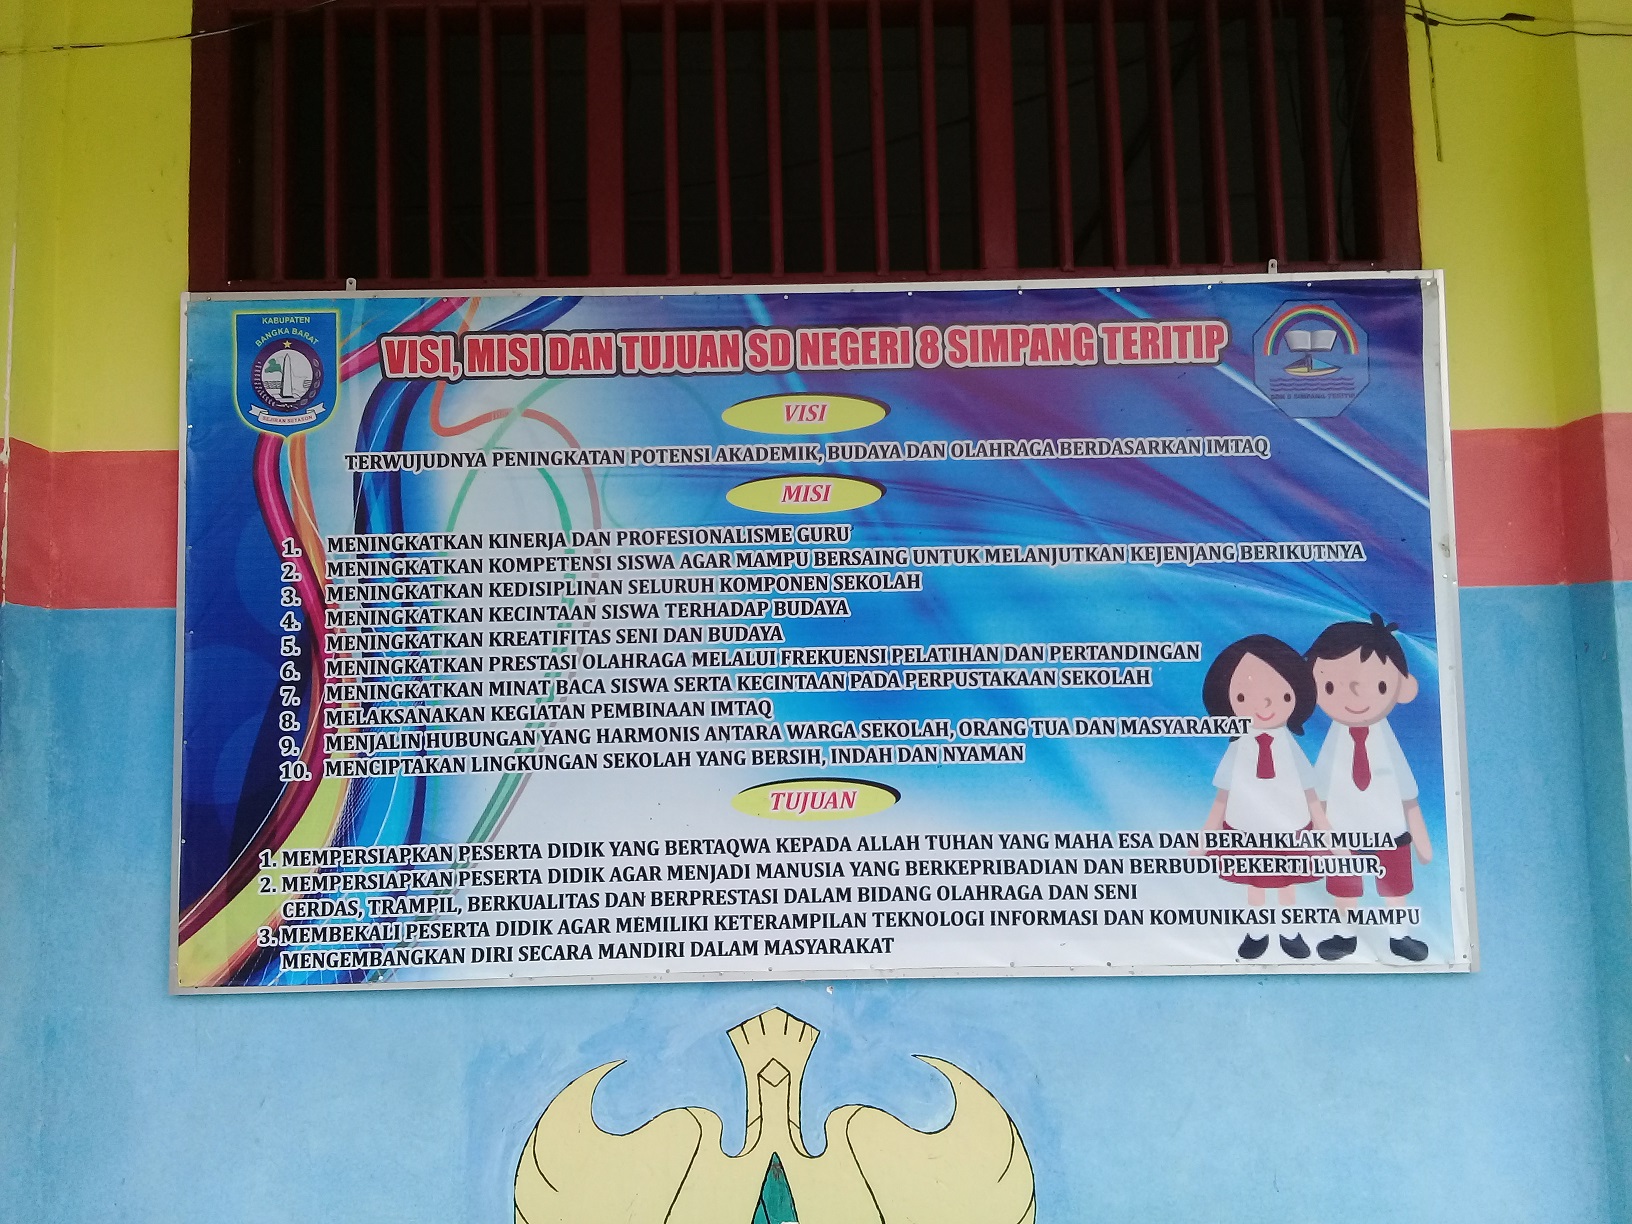 KABUPATEN
BANGKA BARAT
SEJIRAN SETASON
VISI, MISI DAN TUJUAN SD NEGERI 8 SIMPANG TERITIP
SDN 8 SIMPANG TERITIP
VISI
TERWUJUDNYA PENINGKATAN POTENSI AKADEMIK, BUDAYA DAN OLAHRAGA BERDASARKAN IMTAQ
MISI
1. MENINGKATKAN KINERJA DAN PROFESIONALISME GURU
2. MENINGKATKAN KOMPETENSI SISWA AGAR MAMPU BERSAING UNTUK MELANJUTKAN KEJENJANG BERIKUTNYA
3. MENINGKATKAN KEDISIPLINAN SELURUH KOMPONEN SEKOLAH
4. MENINGKATKAN KECINTAAN SISWA TERHADAP BUDAYA
5. MENINGKATKAN KREATIFITAS SENI DAN BUDAYA
6. MENINGKATKAN PRESTASI OLAHRAGA MELALUI FREKUENSI PELATIHAN DAN PERTANDINGAN
7. MENINGKATKAN MINAT BACA SISWA SERTA KECINTAAN PADA PERPUSTAKAAN SEKOLAH
8. MELAKSANAKAN KEGIATAN PEMBINAAN IMTAQ
9. MENJALIN HUBUNGAN YANG HARMONIS ANTARA WARGA SEKOLAH, ORANG TUA DAN MASYARAKAT
10. MENCIPTAKAN LINGKUNGAN SEKOLAH YANG BERSIH, INDAH DAN NYAMAN
TUJUAN
1. MEMPERSIAPKAN PESERTA DIDIK YANG BERTAQWA KEPADA ALLAH TUHAN YANG MAHA ESA DAN BERAHKLAK MULIA
2. MEMPERSIAPKAN PESERTA DIDIK AGAR MENJADI MANUSIA YANG BERKEPRIBADIAN DAN BERBUDI PEKERTI LUHUR,
CERDAS, TRAMPIL, BERKUALITAS DAN BERPRESTASI DALAM BIDANG OLAHRAGA DAN SENI
3. MEMBEKALI PESERTA DIDIK AGAR MEMILIKI KETERAMPILAN TEKNOLOGI INFORMASI DAN KOMUNIKASI SERTA MAMPU
MENGEMBANGKAN DIRI SECARA MANDIRI DALAM MASYARAKAT